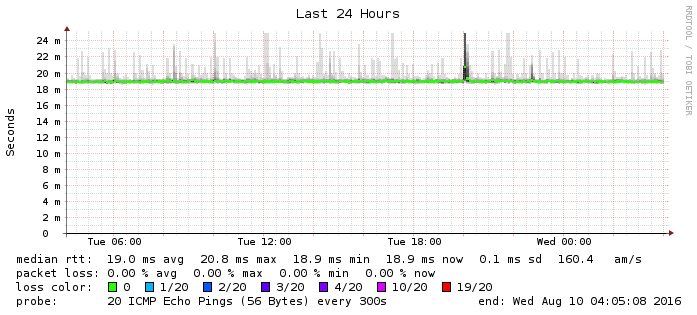 Last 24 Hours
RRDTOOL / TOBI OETIKER
Seconds
24 m
22 m
20 m
18 m
16 m
14 m
12 m
10 m
8 m
6 m
4 m
2 m
0
Tue 06:00 Tue 12:00 Tue 18:00 Wed 00:00
median rtt: 19.0 ms avg 20.8 ms max 18.9 ms min 18.9 ms now 0.1 ms sd 160.4 am/s
packet loss: 0.00 % avg 0.00 % max 0.00 % min 0.00 % now
loss color: 0 1/20 2/20 3/20 4/20 10/20 19/20
probe: 20 ICMP Echo Pings (56 Bytes) every 300s end: Wed Aug 10 04:05:08 2016